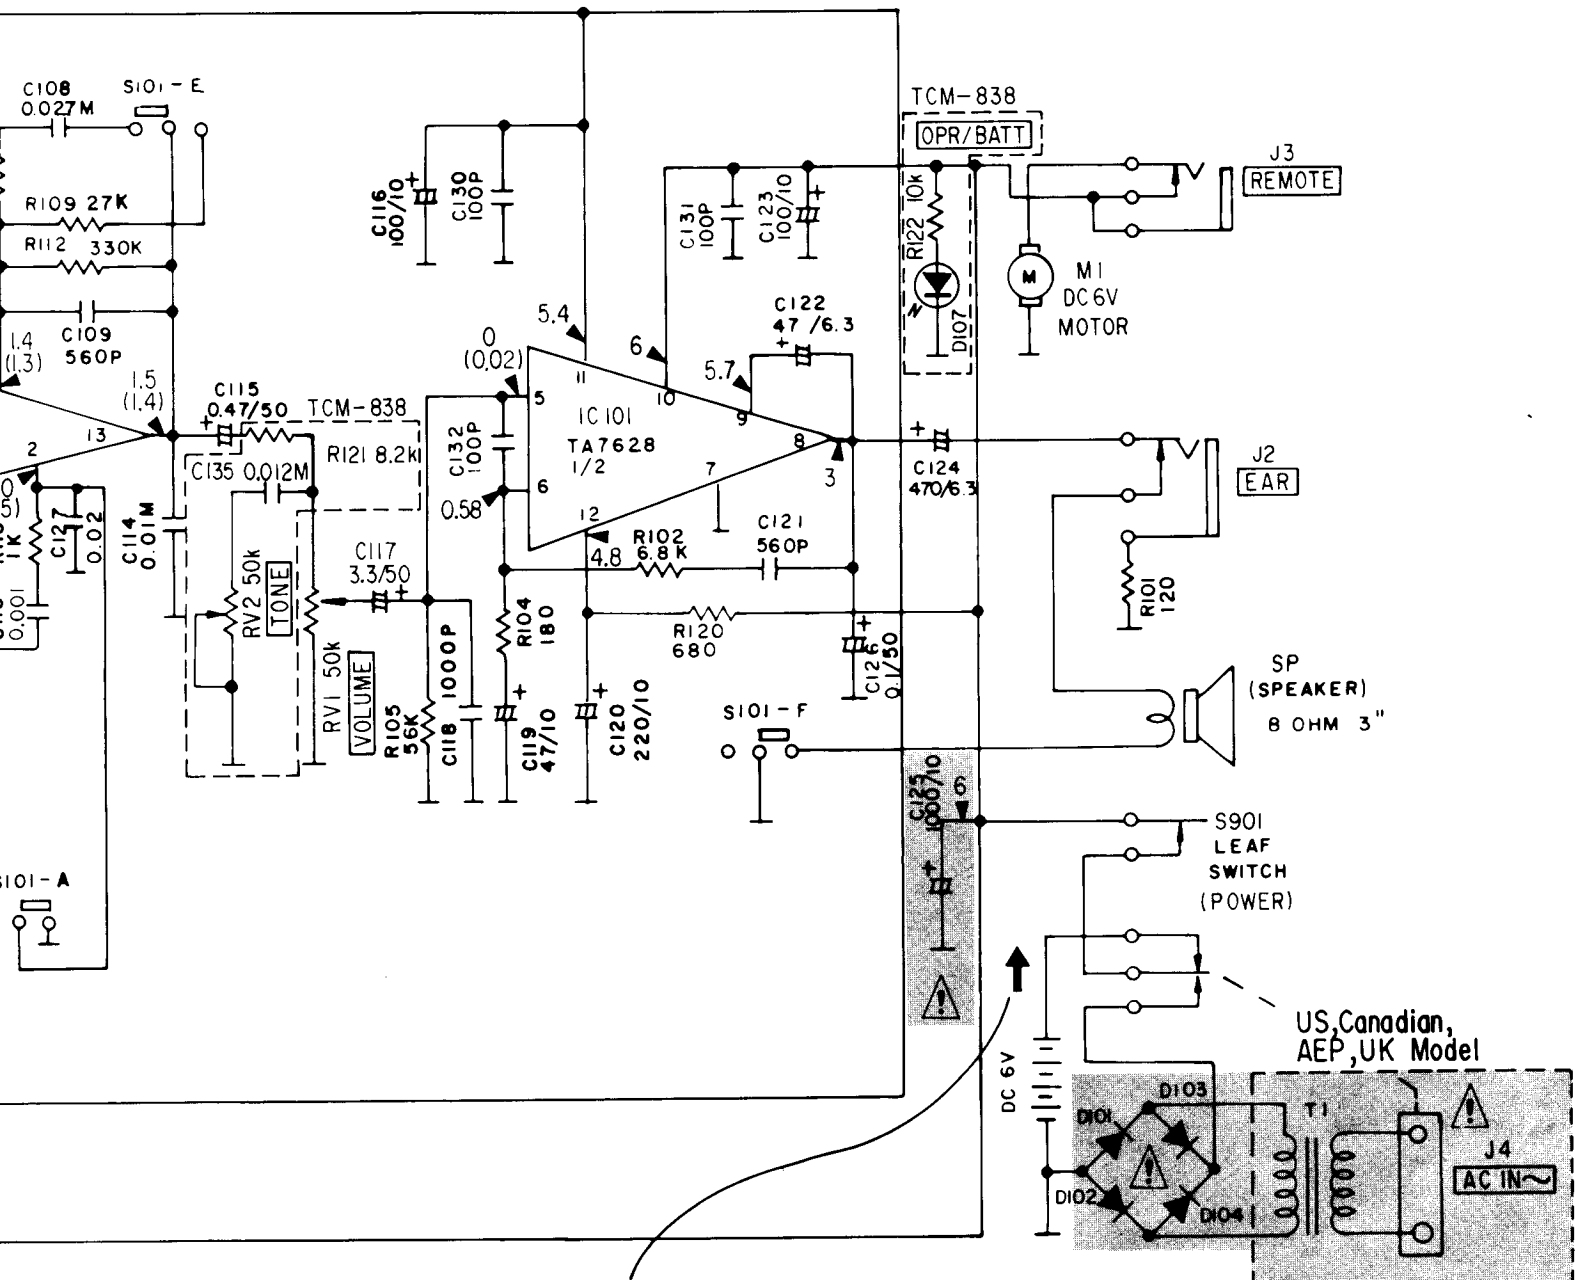 C108
0.027M
S101-E
R109 27K
R112 330K
C109
560P
1.4
(1.3)
1.5
(1.4)
13
2
C115
0.47/50
TCM-838
R121 8.2k
C135 0.012M
1K
C127
0.02
C114
0.01M
0.001
RV2 50k
TONE
RV1 50k
VOLUME
C117
3.3/50
+
R105
56K
C118 1000P
C116
100/10
+
C130
100P
0
(0.02)
5.4
11
5
C132
100P
6
0.58
IC101
TA7628
1/2
6
10
5.7
9
8
7
12
4.8
3
C131
100P
C123
100/10
+
C122
47/6.3
+
TCM-838
OPR/BATT
R122 10k
D107
M
M1
DC6V
MOTOR
J3
REMOTE
+
C124
470/6.3
J2
EAR
R101
120
R102
6.8K
C121
560P
R104
180
R120
680
C126
0.1/50
+
C119
47/10
+
C120
220/10
+
S101-F
SP
(SPEAKER)
8 OHM 3"
C125
1000/10
6
+
S901
LEAF
SWITCH
(POWER)
S101-A
US,Canadian,
AEP,UK Model
DC 6V
D103
D101
D102
D104
T1
J4
AC IN~